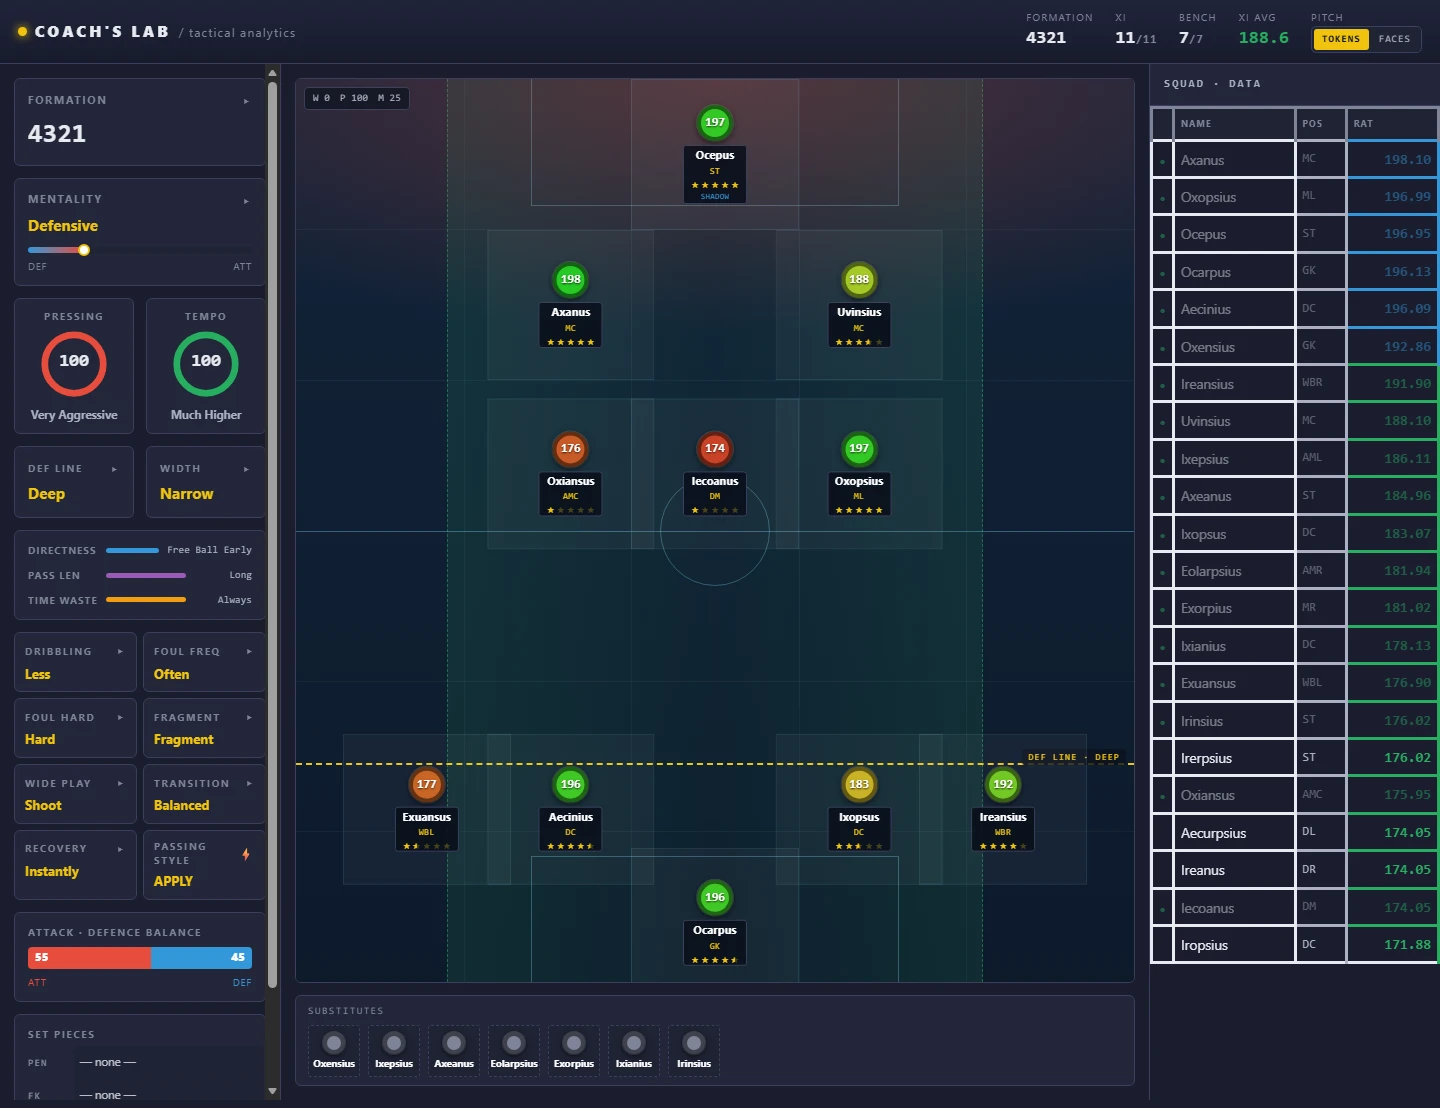 COACH'S LAB / tactical analytics
FORMATION
4321
XI
11/11
BENCH
7/7
XI AVG
188.6
PITCH
TOKENS FACES
FORMATION
4321
MENTALITY
Defensive
DEF ATT
PRESSING
100
Very Aggressive
TEMPO
100
Much Higher
DEF LINE
Deep
WIDTH
Narrow
DIRECTNESS Free Ball Early
PASS LEN Long
TIME WASTE Always
DRIBBLING
Less
FOUL FREQ
Often
FOUL HARD
Hard
FRAGMENT
Fragment
WIDE PLAY
Shoot
TRANSITION
Balanced
RECOVERY
Instantly
PASSING
STYLE
APPLY
ATTACK · DEFENCE BALANCE
55 45
ATT DEF
SET PIECES
PEN — none —
FK — none —
W 0 P 100 M 25
197
Ocepus
ST
SHADOW
198
Axanus
MC
188
Uvinsius
MC
176
Oxiansus
AMC
174
Iecoanus
DM
197
Oxopsius
ML
DEF LINE · DEEP
177
Exuansus
WBL
196
Aecinius
DC
183
Ixopsus
DC
192
Ireansius
WBR
196
Ocarpus
GK
SUBSTITUTES
Oxensius Ixepsius Axeanus Eolarpsius Exorpius Ixianius Irinsius
SQUAD · DATA
NAME POS RAT
Axanus MC 198.10
Oxopsius ML 196.99
Ocepus ST 196.95
Ocarpus GK 196.13
Aecinius DC 196.09
Oxensius GK 192.86
Ireansius WBR 191.90
Uvinsius MC 188.10
Ixepsius AML 186.11
Axeanus ST 184.96
Ixopsus DC 183.07
Eolarpsius AMR 181.94
Exorpius MR 181.02
Ixianius DC 178.13
Exuansus WBL 176.90
Irinsius ST 176.02
Irerpsius ST 176.02
Oxiansus AMC 175.95
Aecurpsius DL 174.05
Ireanus DR 174.05
Iecoanus DM 174.05
Iropsius DC 171.88